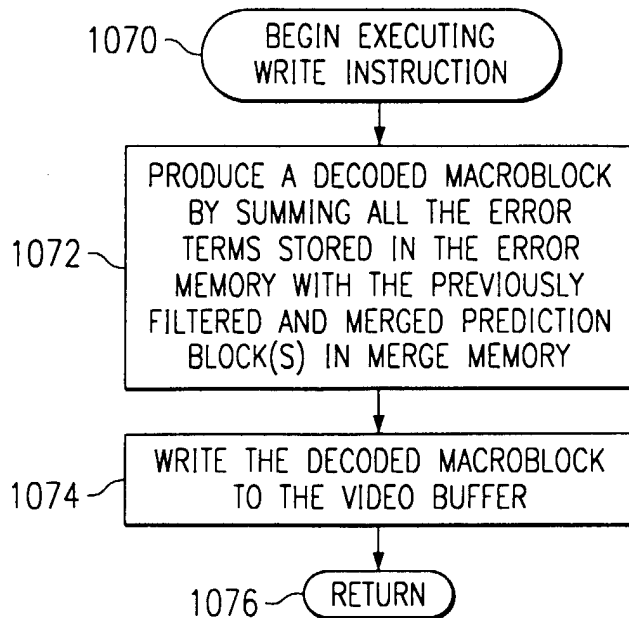 1070
BEGIN EXECUTING
WRITE INSTRUCTION
PRODUCE A DECODED MACROBLOCK
BY SUMMING ALL THE ERROR
TERMS STORED IN THE ERROR
1072
MEMORY WITH THE PREVIOUSLY
FILTERED AND MERGED PREDICTION
BLOCK(S) IN MERGE MEMORY
WRITE THE DECODED MACROBLOCK
1074
TO THE VIDEO BUFFER
1076
RETURN